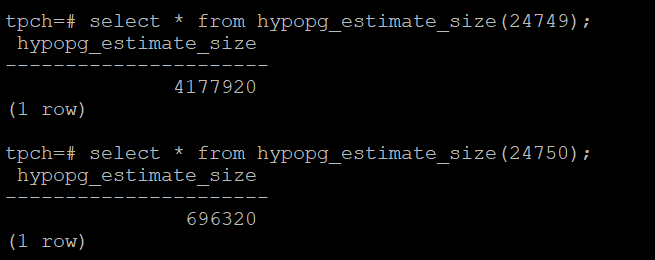 tpch=# select * from hypopg_estimate_size(24749);
hypopg_estimate_size
----------------------
4177920
(1 row)
tpch=# select * from hypopg_estimate_size(24750);
hypopg_estimate_size
----------------------
696320
(1 row)